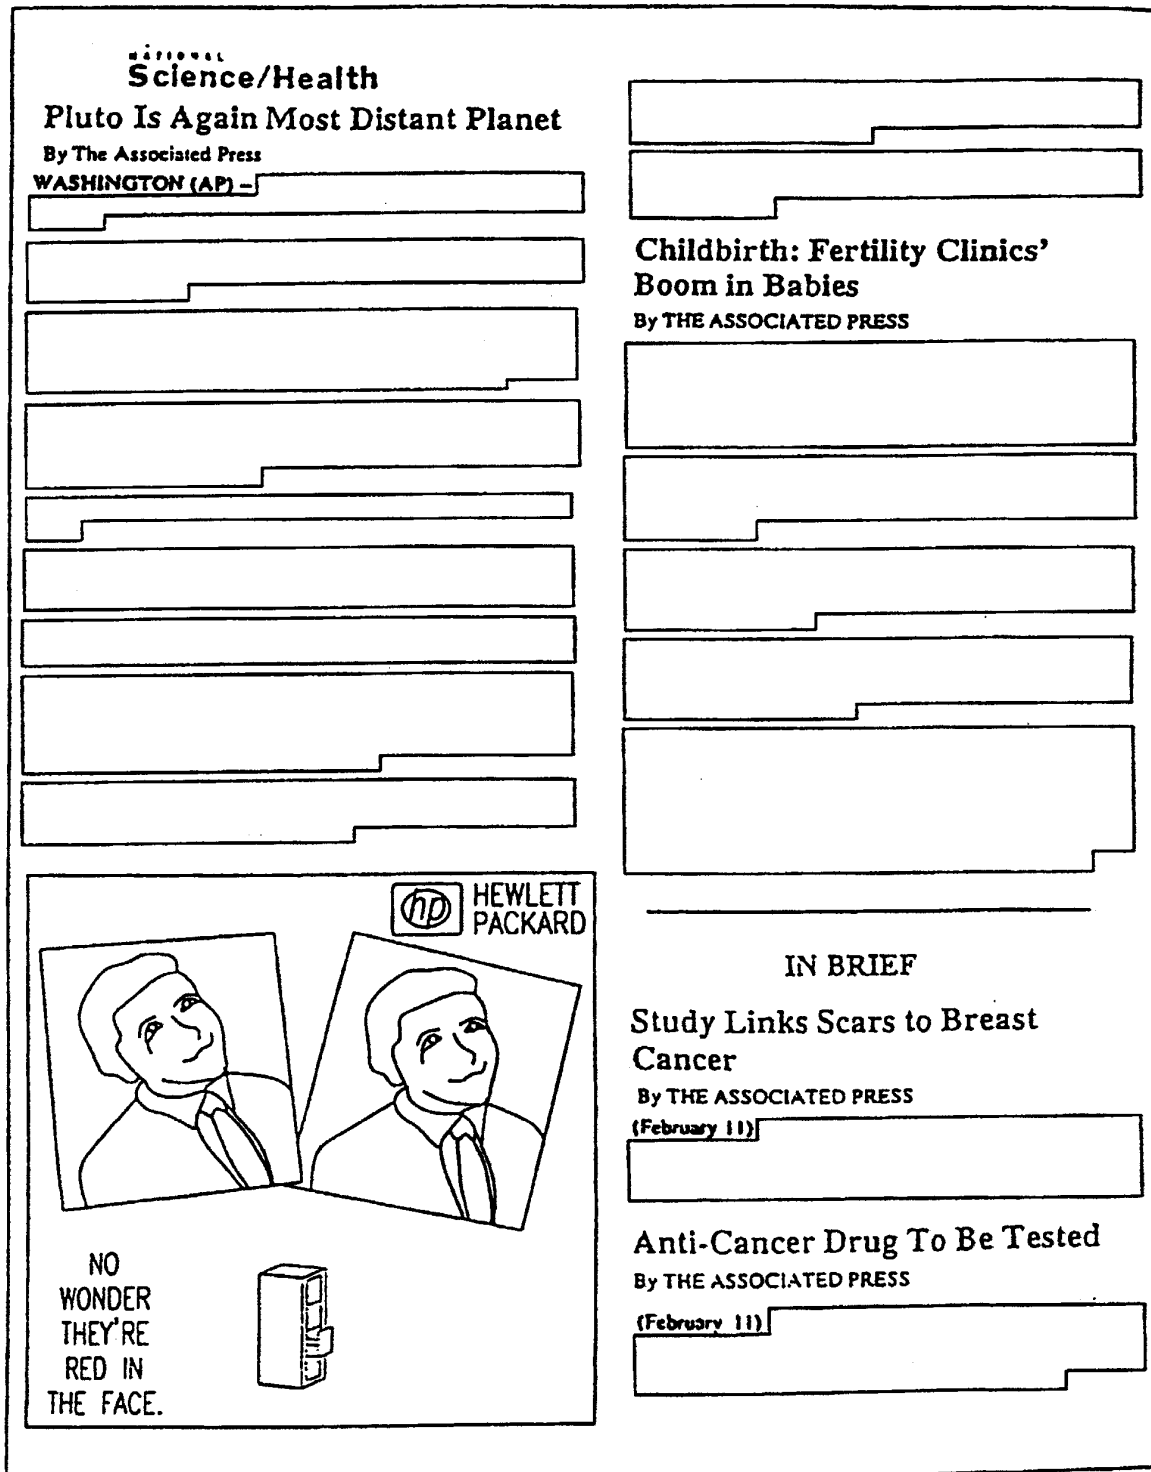 NATIONAL
Science/Health
Pluto Is Again Most Distant Planet
By The Associated Press
WASHINGTON (AP) –
hp HEWLETT
PACKARD
NO
WONDER
THEY'RE
RED IN
THE FACE.
Childbirth: Fertility Clinics'
Boom in Babies
By THE ASSOCIATED PRESS
IN BRIEF
Study Links Scars to Breast
Cancer
By THE ASSOCIATED PRESS
(February 11)
Anti-Cancer Drug To Be Tested
By THE ASSOCIATED PRESS
(February 11)